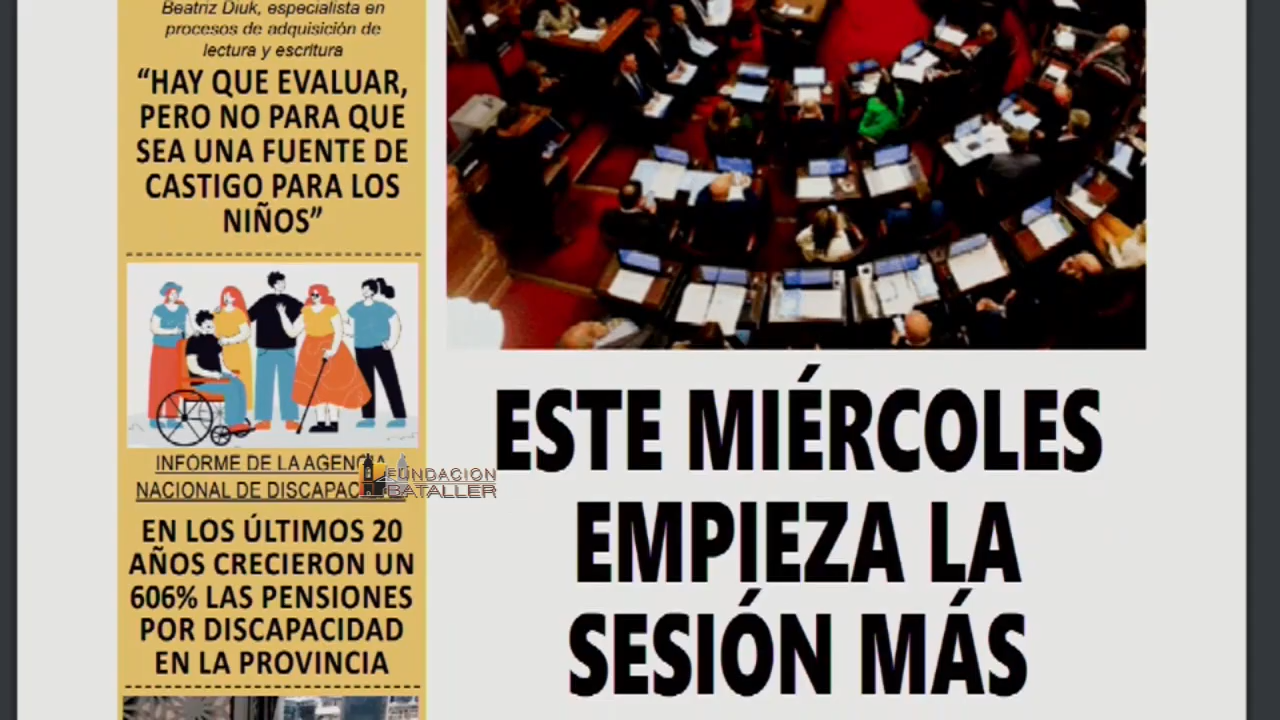 Beatriz Diuk, especialista en
procesos de adquisición de
lectura y escritura
“HAY QUE EVALUAR,
PERO NO PARA QUE
SEA UNA FUENTE DE
CASTIGO PARA LOS
NIÑOS”
INFORME DE LA AGENCIA
NACIONAL DE
EN LOS ÚLTIMOS 20
AÑOS CRECIERON UN
606% LAS PENSIONES
POR DISCAPACIDAD
EN LA PROVINCIA
FUNDACION
BATALLER
ESTE MIÉRCOLES
EMPIEZA LA
SESIÓN MÁS